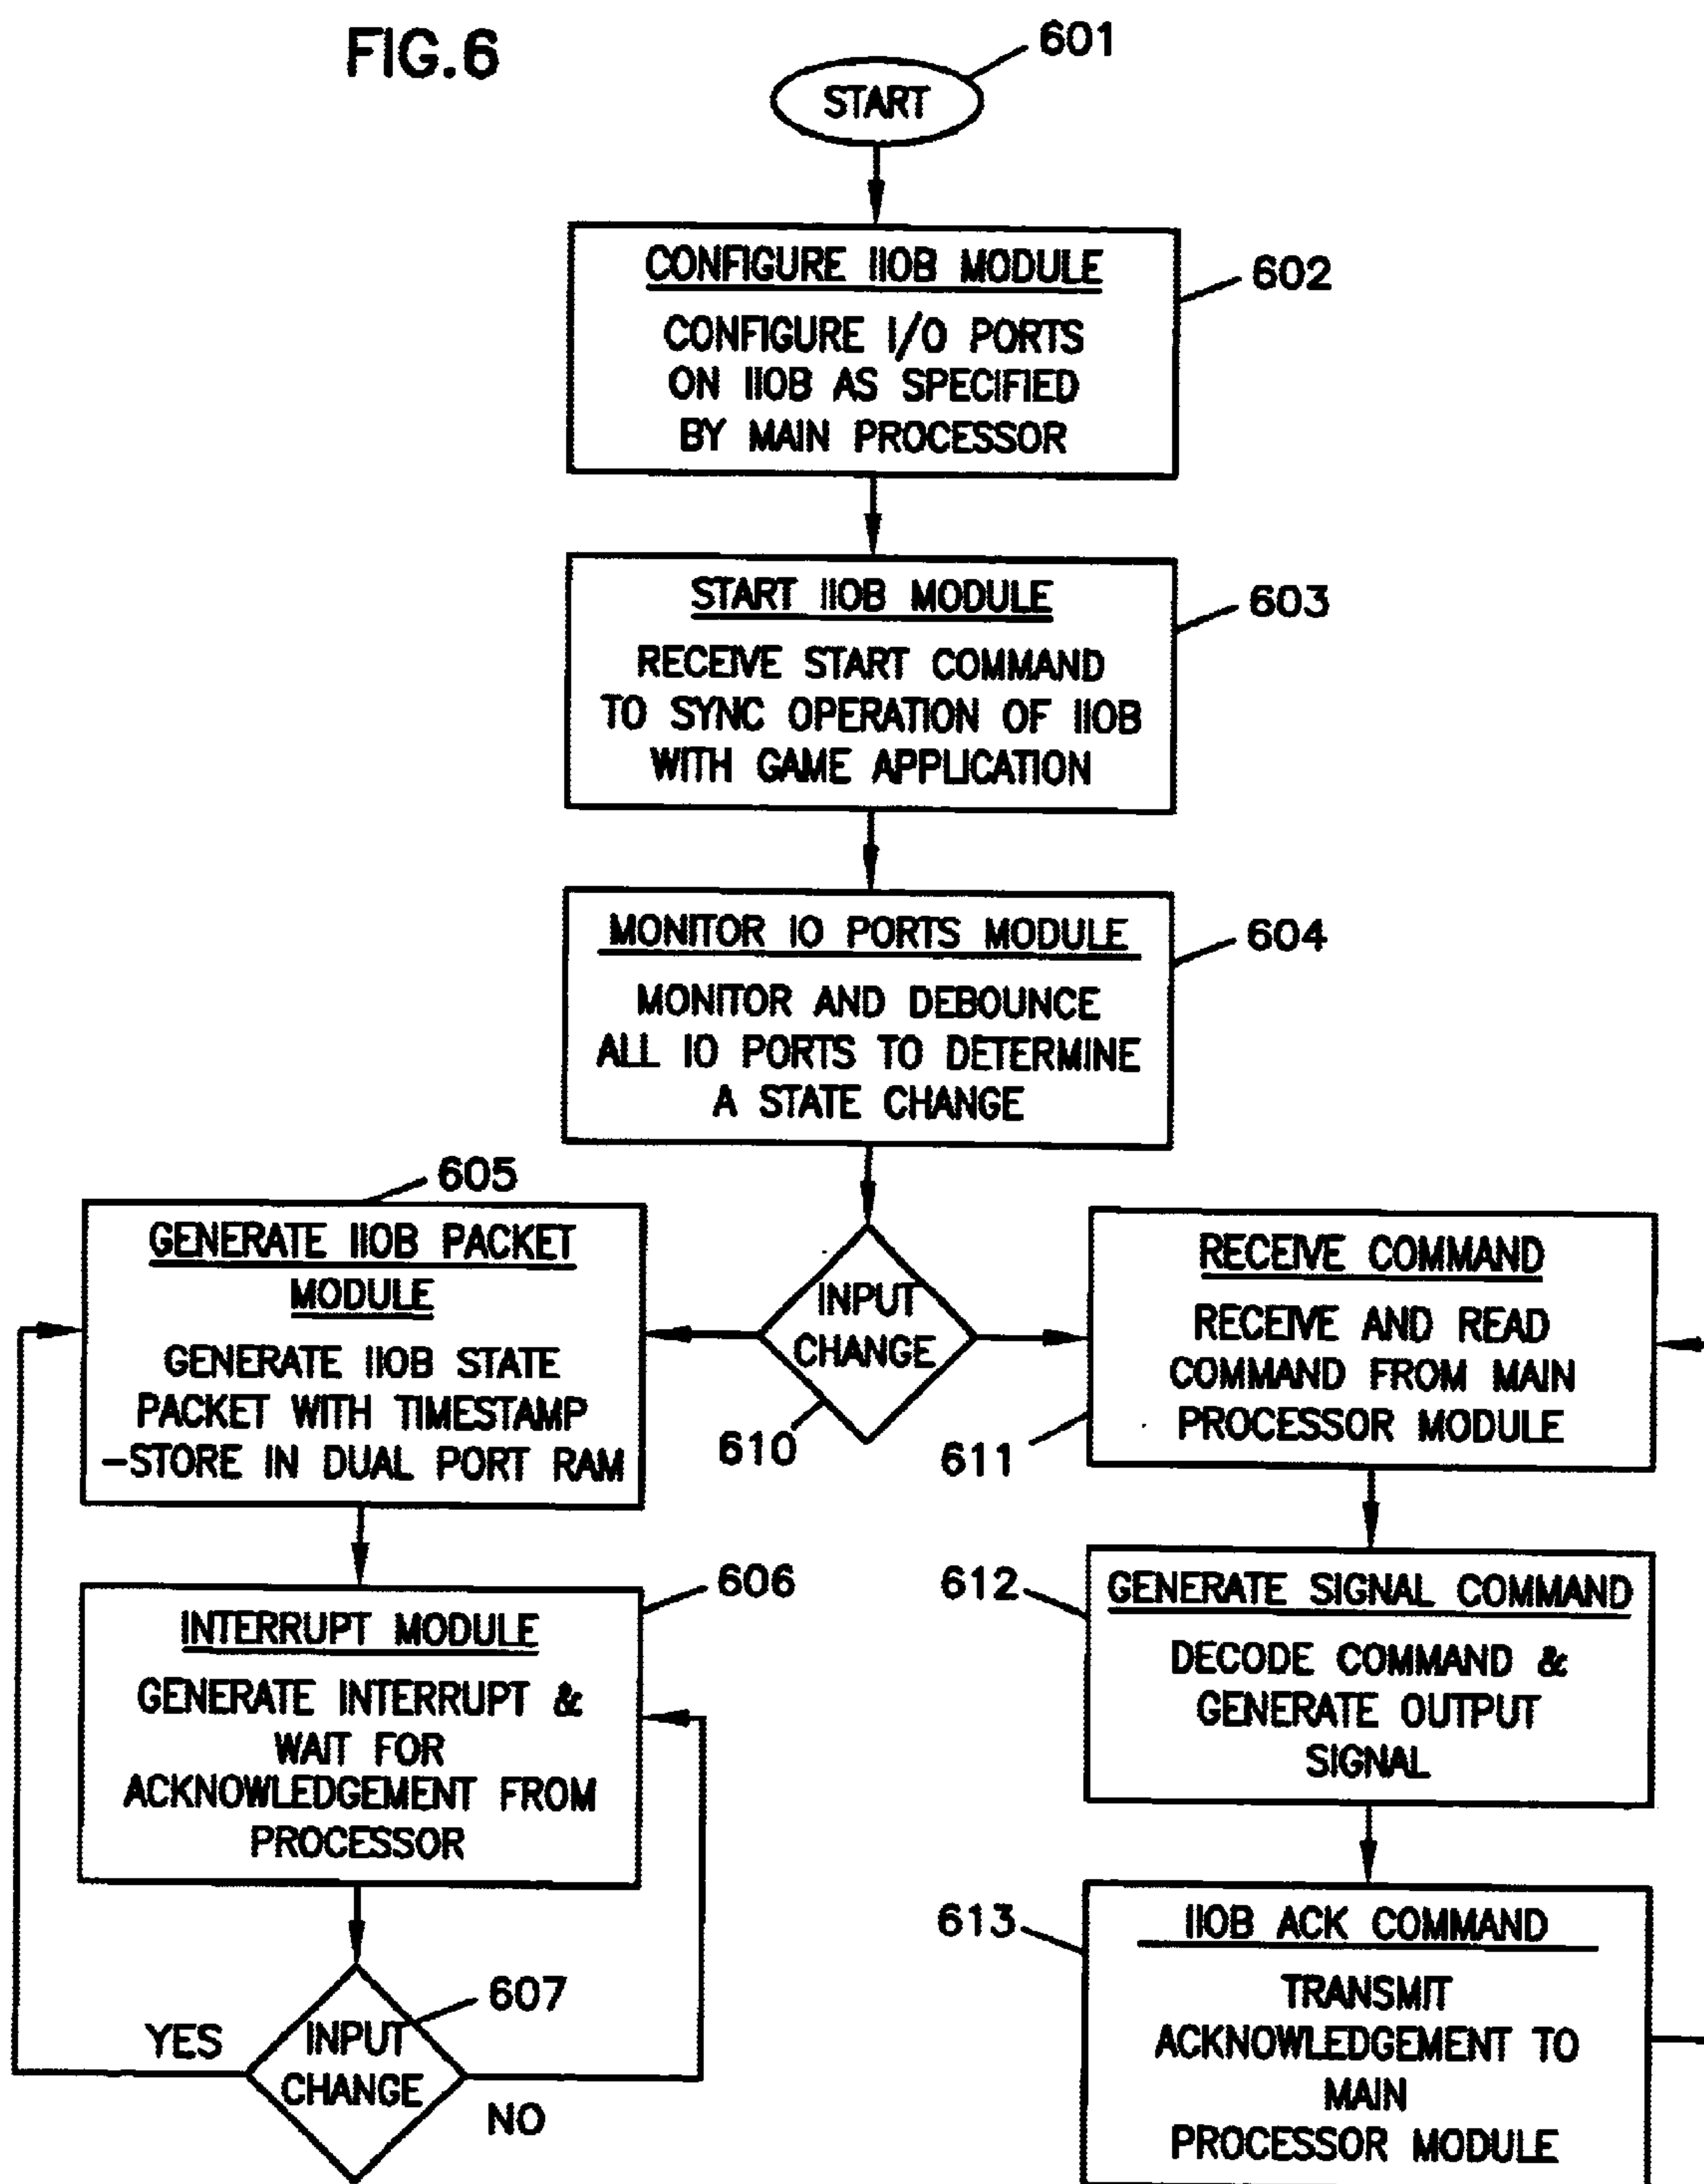 FIG.6
601
START
CONFIGURE IIOB MODULE
CONFIGURE I/O PORTS
ON IIOB AS SPECIFIED
BY MAIN PROCESSOR
602
START IIOB MODULE
RECEIVE START COMMAND
TO SYNC OPERATION OF IIOB
WITH GAME APPLICATION
603
MONITOR IO PORTS MODULE
MONITOR AND DEBOUNCE
ALL IO PORTS TO DETERMINE
A STATE CHANGE
604
INPUT
CHANGE
610
605
GENERATE IIOB PACKET
MODULE
GENERATE IIOB STATE
PACKET WITH TIMESTAMP
-STORE IN DUAL PORT RAM
606
INTERRUPT MODULE
GENERATE INTERRUPT &
WAIT FOR
ACKNOWLEDGEMENT FROM
PROCESSOR
607
INPUT
CHANGE
YES
NO
RECEIVE COMMAND
RECEIVE AND READ
COMMAND FROM MAIN
PROCESSOR MODULE
611
612
GENERATE SIGNAL COMMAND
DECODE COMMAND &
GENERATE OUTPUT
SIGNAL
613
IIOB ACK COMMAND
TRANSMIT
ACKNOWLEDGEMENT TO
MAIN
PROCESSOR MODULE